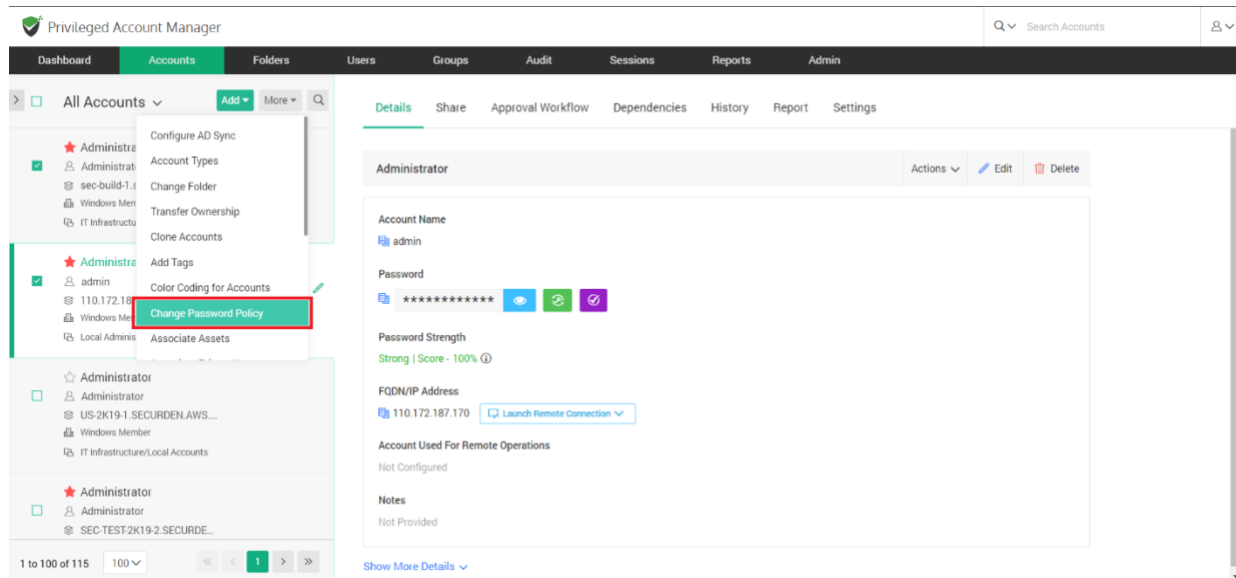 Privileged Account Manager
Search Accounts
Dashboard Accounts Folders Users Groups Audit Sessions Reports Admin
All Accounts Add More
Configure AD Sync
Account Types
Change Folder
Transfer Ownership
Clone Accounts
Add Tags
Color Coding for Accounts
Change Password Policy
Associate Assets
Administra
Administrat
sec-build-1.s
Windows Mem
IT Infrastructu
Administra
admin
110.172.18
Windows Me
Local Adminis
Administrator
Administrator
US-2K19-1.SECURDEN.AWS....
Windows Member
IT Infrastructure/Local Accounts
Administrator
Administrator
SEC-TEST-2K19-2.SECURDE...
1 to 100 of 115 100 « < 1 > »
Details Share Approval Workflow Dependencies History Report Settings
Administrator Actions Edit Delete
Account Name
admin
Password
************
Password Strength
Strong | Score - 100%
FQDN/IP Address
110.172.187.170 Launch Remote Connection
Account Used For Remote Operations
Not Configured
Notes
Not Provided
Show More Details